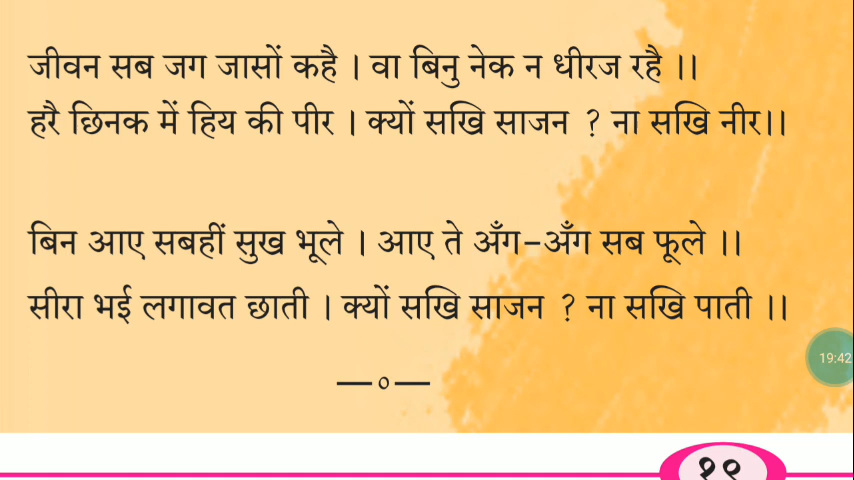 जीवन सब जग जासों कहै । वा बिनु नेक न धीरज रहै ।।
हरै छिनक में हिय की पीर । क्यों सखि साजन ? ना सखि नीर।।
बिन आए सबहीं सुख भूले । आए ते अँग-अँग सब फूले ।।
सीरा भई लगावत छाती । क्यों सखि साजन ? ना सखि पाती ।।
— ० —
19:42
१९